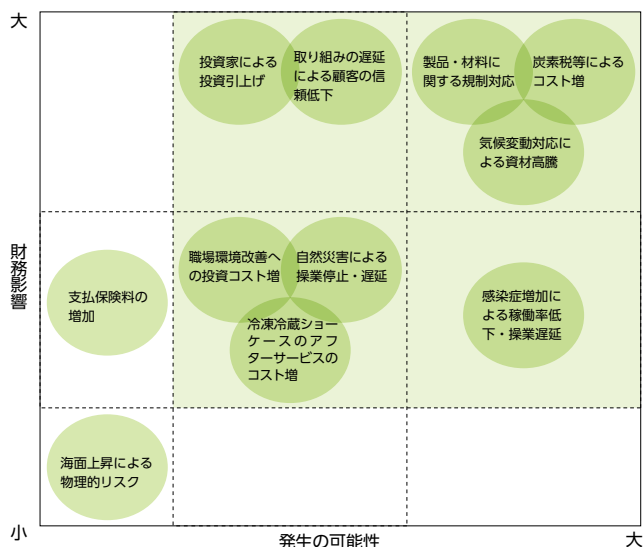 大
投資家による
投資引上げ
取り組みの遅延
による顧客の信
頼低下
製品・材料に
関する規制対応
炭素税等による
コスト増
気候変動対応に
よる資材高騰
財務影響
支払保険料の
増加
職場環境改善へ
の投資コスト増
自然災害による
操業停止・遅延
冷凍冷蔵ショー
ケースのアフ
ターサービスの
コスト増
感染症増加に
よる稼働率低
下・操業遅延
海面上昇による
物理的リスク
小
発生の可能性
大